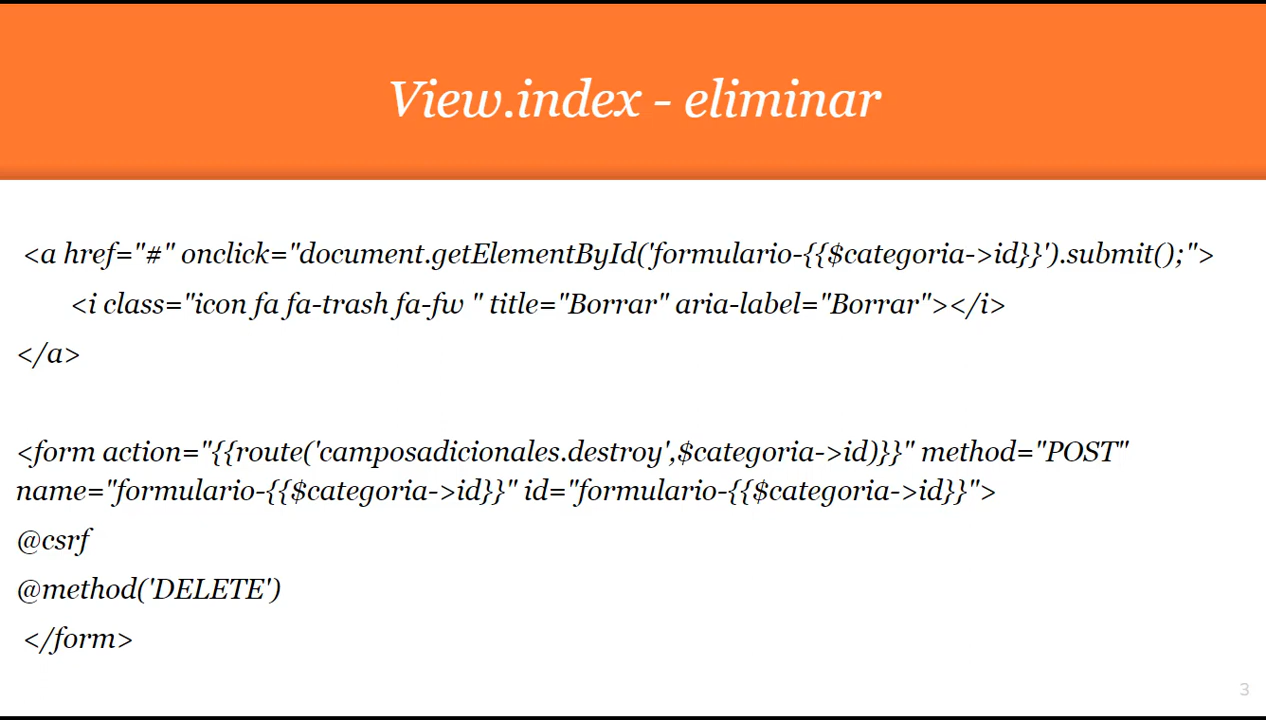 View.index - eliminar
<a href="#" onclick="document.getElementById('formulario-{{$categoria->id}}').submit();">
<i class="icon fa fa-trash fa-fw " title="Borrar" aria-label="Borrar"></i>
</a>
<form action="{{route('camposadicionales.destroy',$categoria->id)}}" method="POST"
name="formulario-{{$categoria->id}}" id="formulario-{{$categoria->id}}">
@csrf
@method('DELETE')
</form>
3